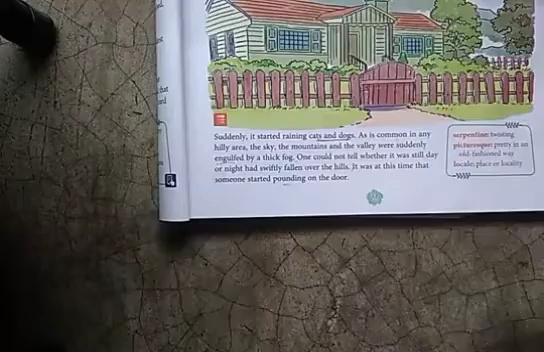 Suddenly, it started raining cats and dogs. As is common in any
hilly area, the sky, the mountains and the valley were suddenly
engulfed by a thick fog. One could not tell whether it was still day
or night had swiftly fallen over the hills. It was at this time that
someone started pounding on the door.
serpentine: twisting
picturesque: pretty in an
old-fashioned way
locale: place or locality
that